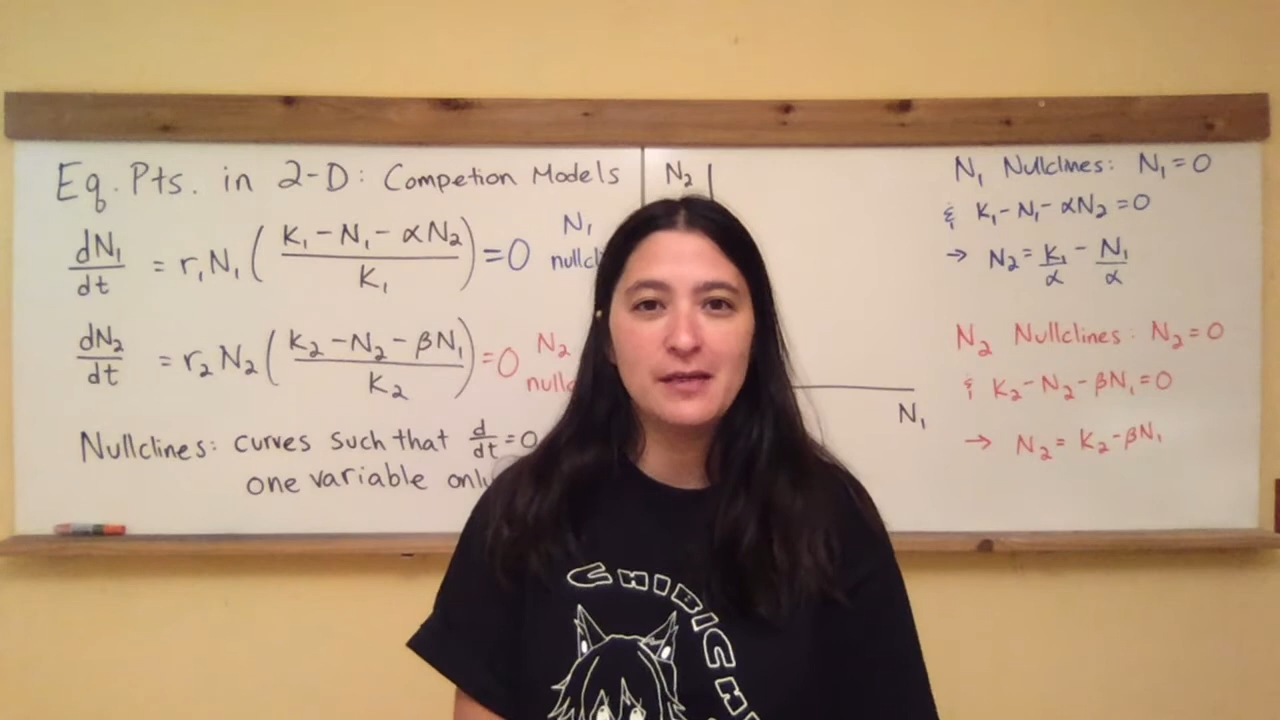 Eq. Pts. in 2-D: Competion Models
dN₁/dt = r₁N₁((K₁-N₁-αN₂)/K₁)=0 N₁
dN₂/dt = r₂N₂((K₂-N₂-βN₁)/K₂)=0 N₂
Nullclines: curves such that d/dt=0
one variable
N₂
N₁
N₁ Nullclines: N₁=0
& K₁-N₁-αN₂=0
→ N₂=K₁/α - N₁/α
N₂ Nullclines: N₂=0
& K₂-N₂-βN₁=0
→ N₂=K₂-βN₁